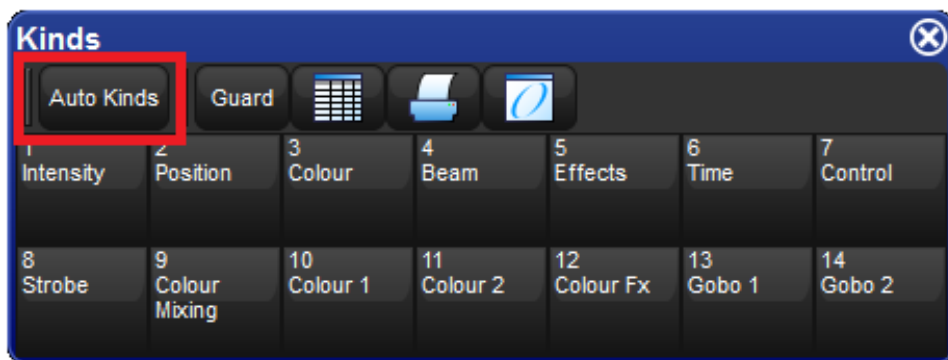 Kinds
Auto Kinds
Guard
1
2
3
4
5
6
7
Intensity
Position
Colour
Beam
Effects
Time
Control
8
9
10
11
12
13
14
Strobe
Colour
Mixing
Colour 1
Colour 2
Colour Fx
Gobo 1
Gobo 2